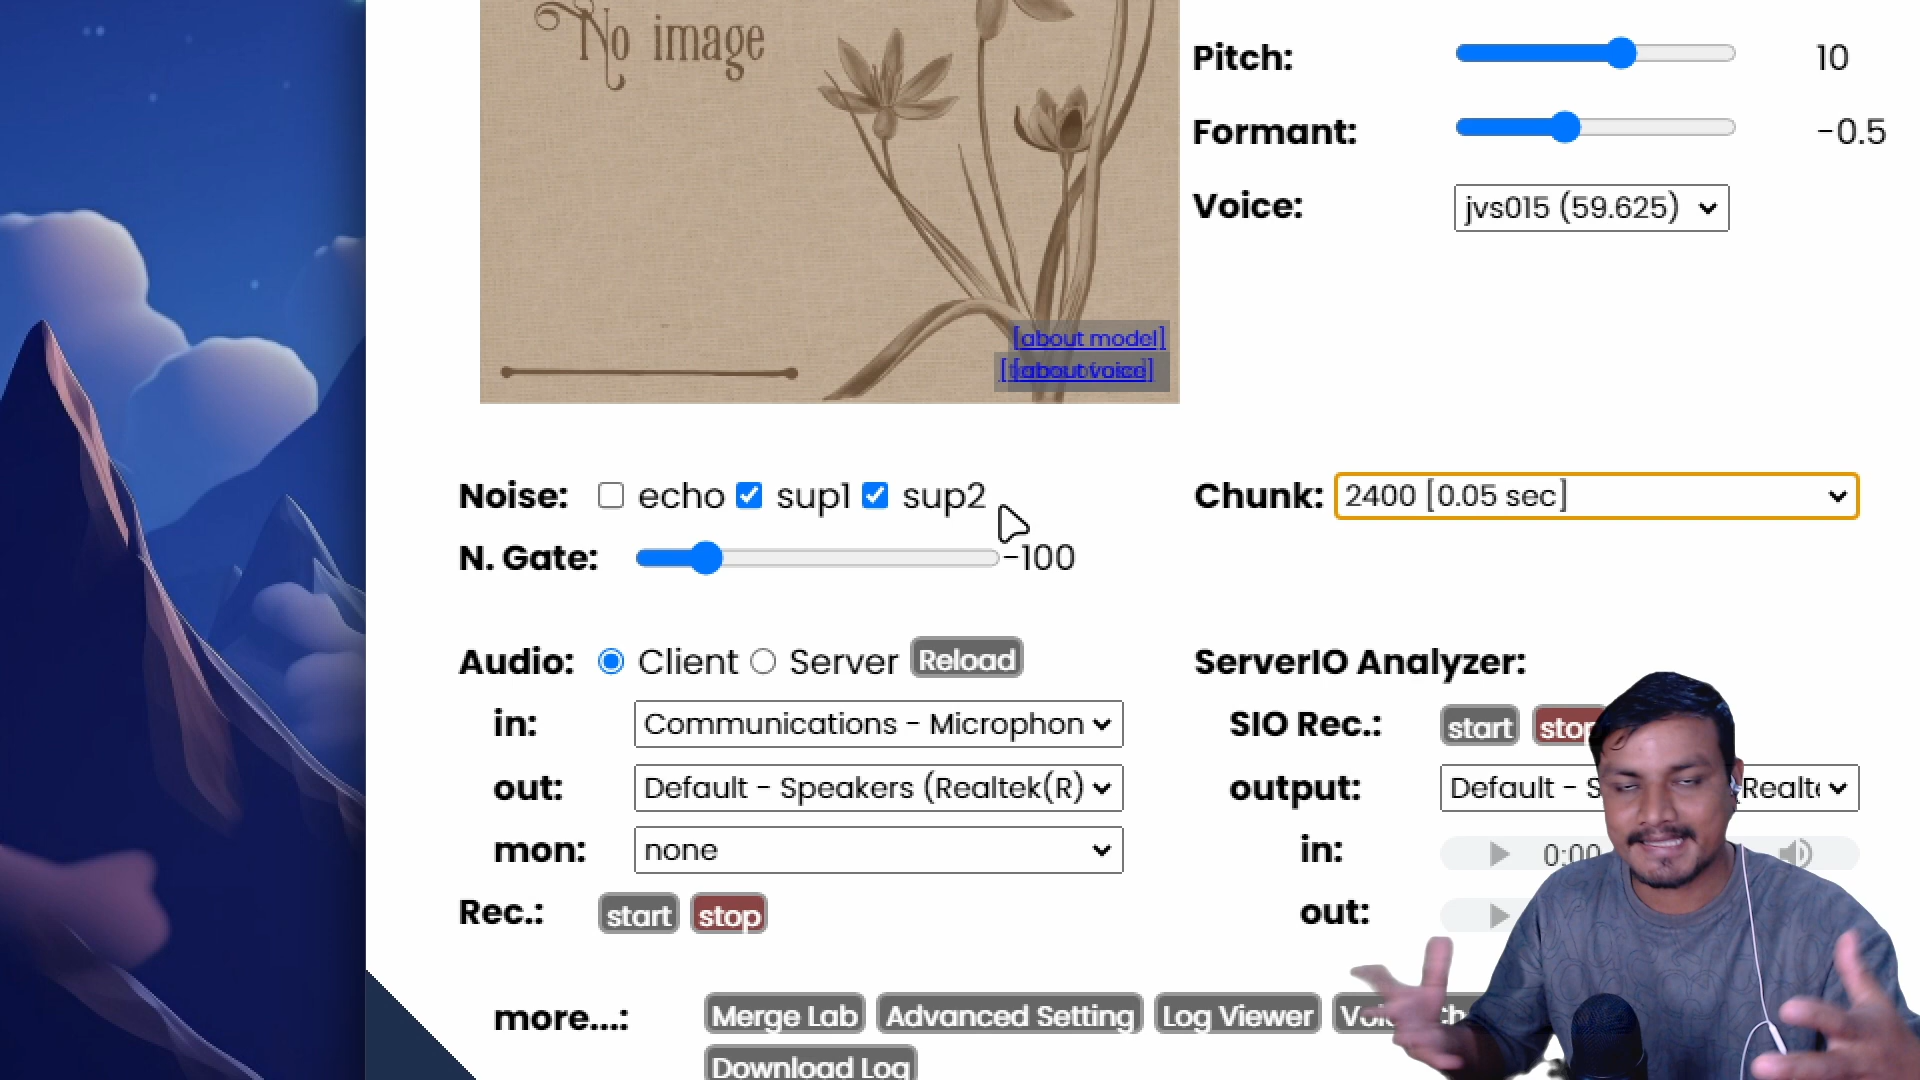 No image
Pitch: 10
Formant: -0.5
Voice: jvs015 (59.625)
[about model]
[about voice]
Noise: echo sup1 sup2
Chunk: 2400 [0.05 sec]
N. Gate: -100
Audio: Client Server Reload
ServerIO Analyzer:
in: Communications - Microphon
SIO Rec.: start stop
out: Default - Speakers (Realtek(R)
output: Default - S
mon: none
in: 0:00
Rec.: start stop
out:
more...: Merge Lab Advanced Setting Log Viewer
Download Log